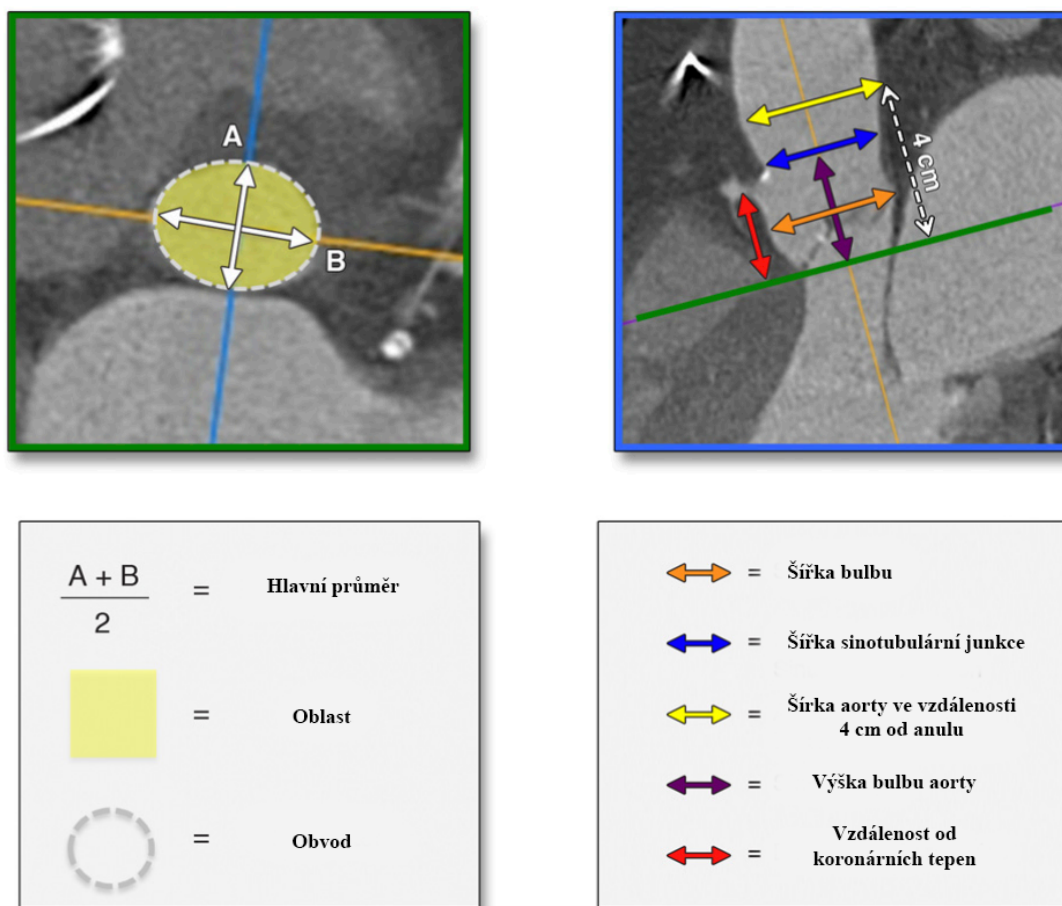 A
B
4 cm
A + B
2
=
Hlavní průměr
=
Oblast
=
Obvod
=
Šířka bulbu
=
Šířka sinotubulární junkce
=
Šírka aorty ve vzdálenosti
4 cm od anulu
=
Výška bulbu aorty
=
Vzdálenost od
koronárních tepen